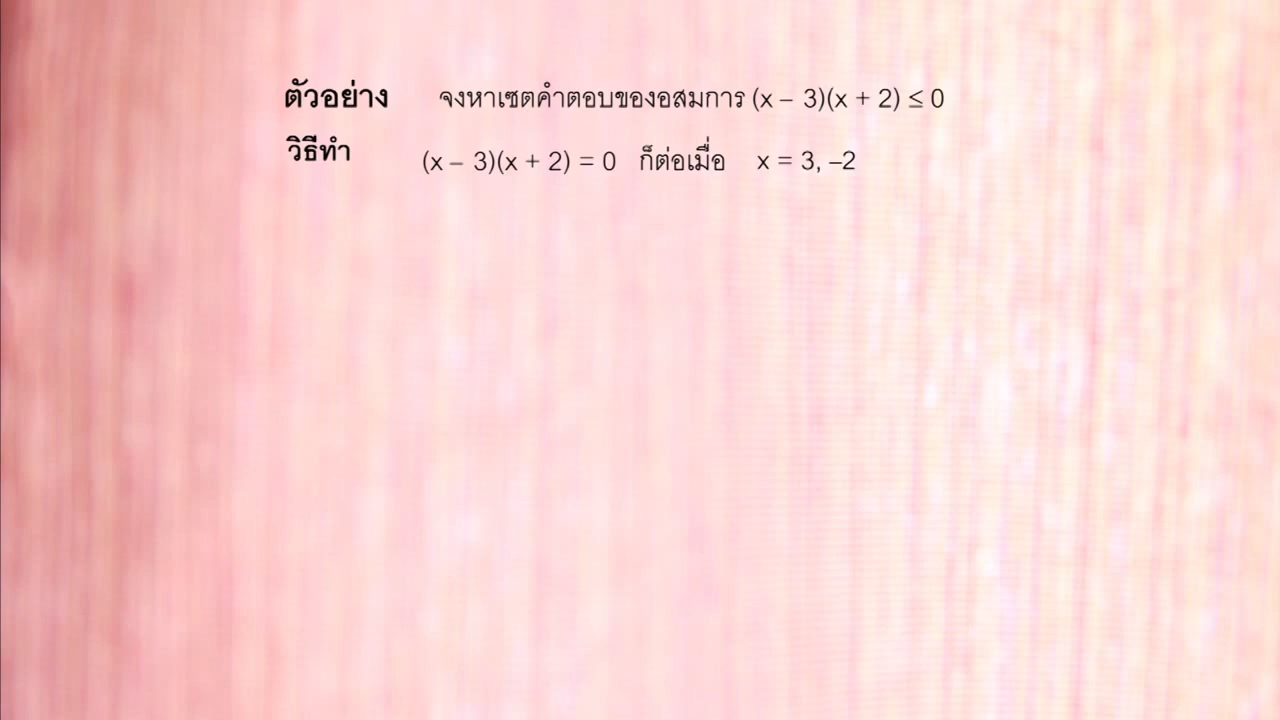 ตัวอย่าง จงหาเซตคำตอบของอสมการ (x – 3)(x + 2) ≤ 0
วิธีทำ (x – 3)(x + 2) = 0 ก็ต่อเมื่อ x = 3, –2